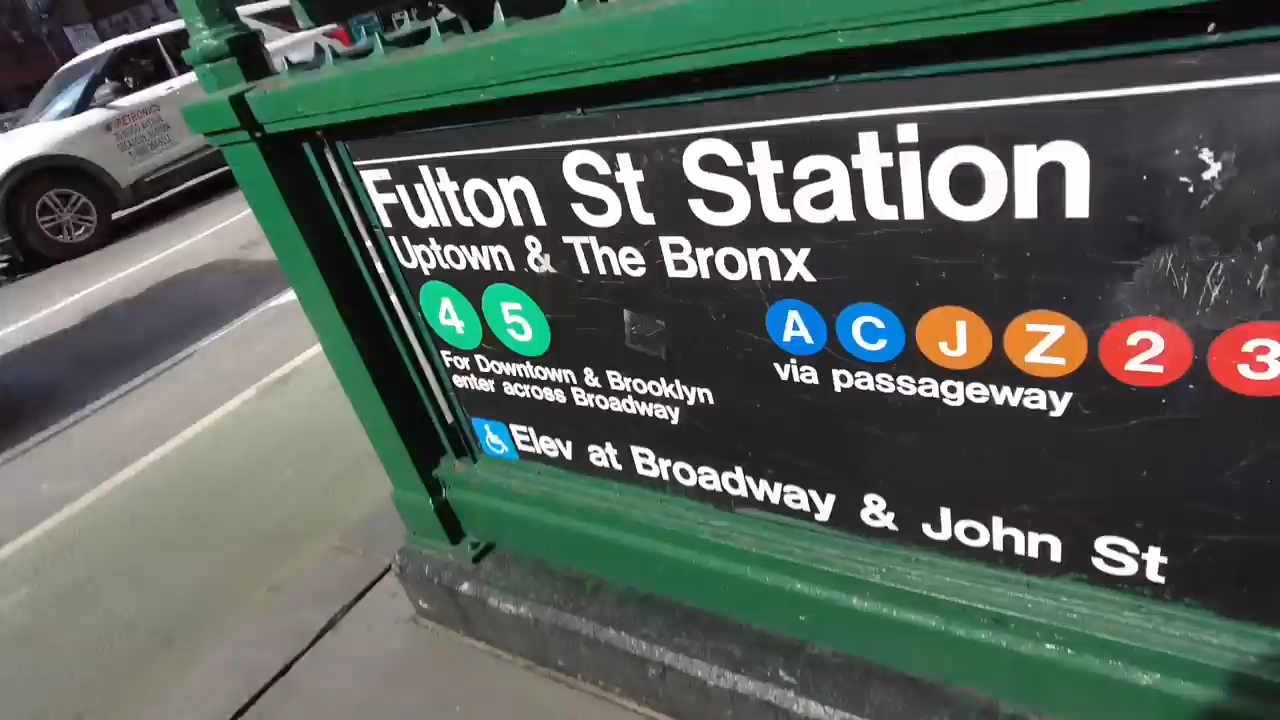 Fulton St Station
Uptown & The Bronx
4 5
A C J Z 2 3
via passageway
For Downtown & Brooklyn
enter across Broadway
Elev at Broadway & John St